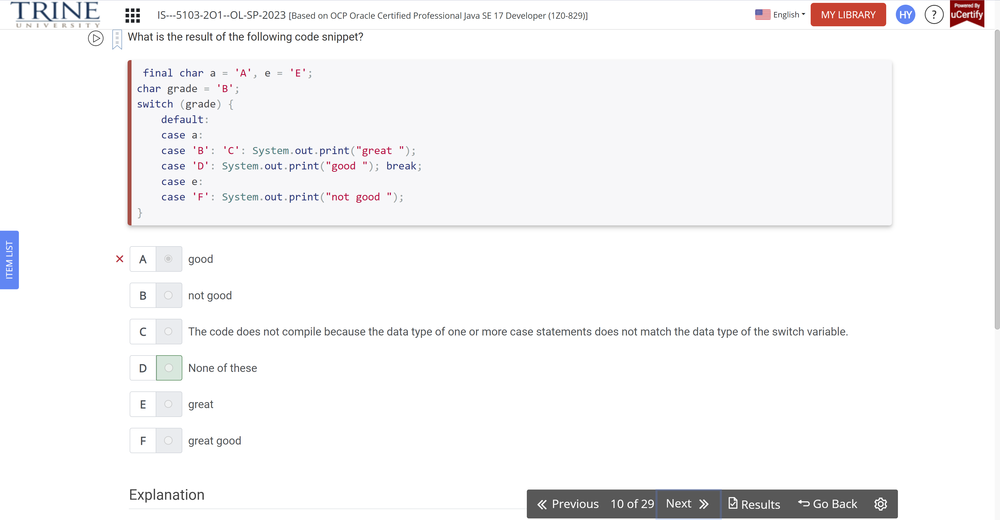 TRINE
UNIVERSITY
IS---5103-2O1--OL-SP-2023 [Based on OCP Oracle Certified Professional Java SE 17 Developer (1Z0-829)]
English
MY LIBRARY
HY
?
Powered By
uCertify
What is the result of the following code snippet?
final char a = 'A', e = 'E';
char grade = 'B';
switch (grade) {
default:
case a:
case 'B': 'C': System.out.print("great ");
case 'D': System.out.print("good "); break;
case e:
case 'F': System.out.print("not good ");
}
ITEM LIST
A good
B not good
C The code does not compile because the data type of one or more case statements does not match the data type of the switch variable.
D None of these
E great
F great good
Explanation
Previous 10 of 29 Next Results Go Back